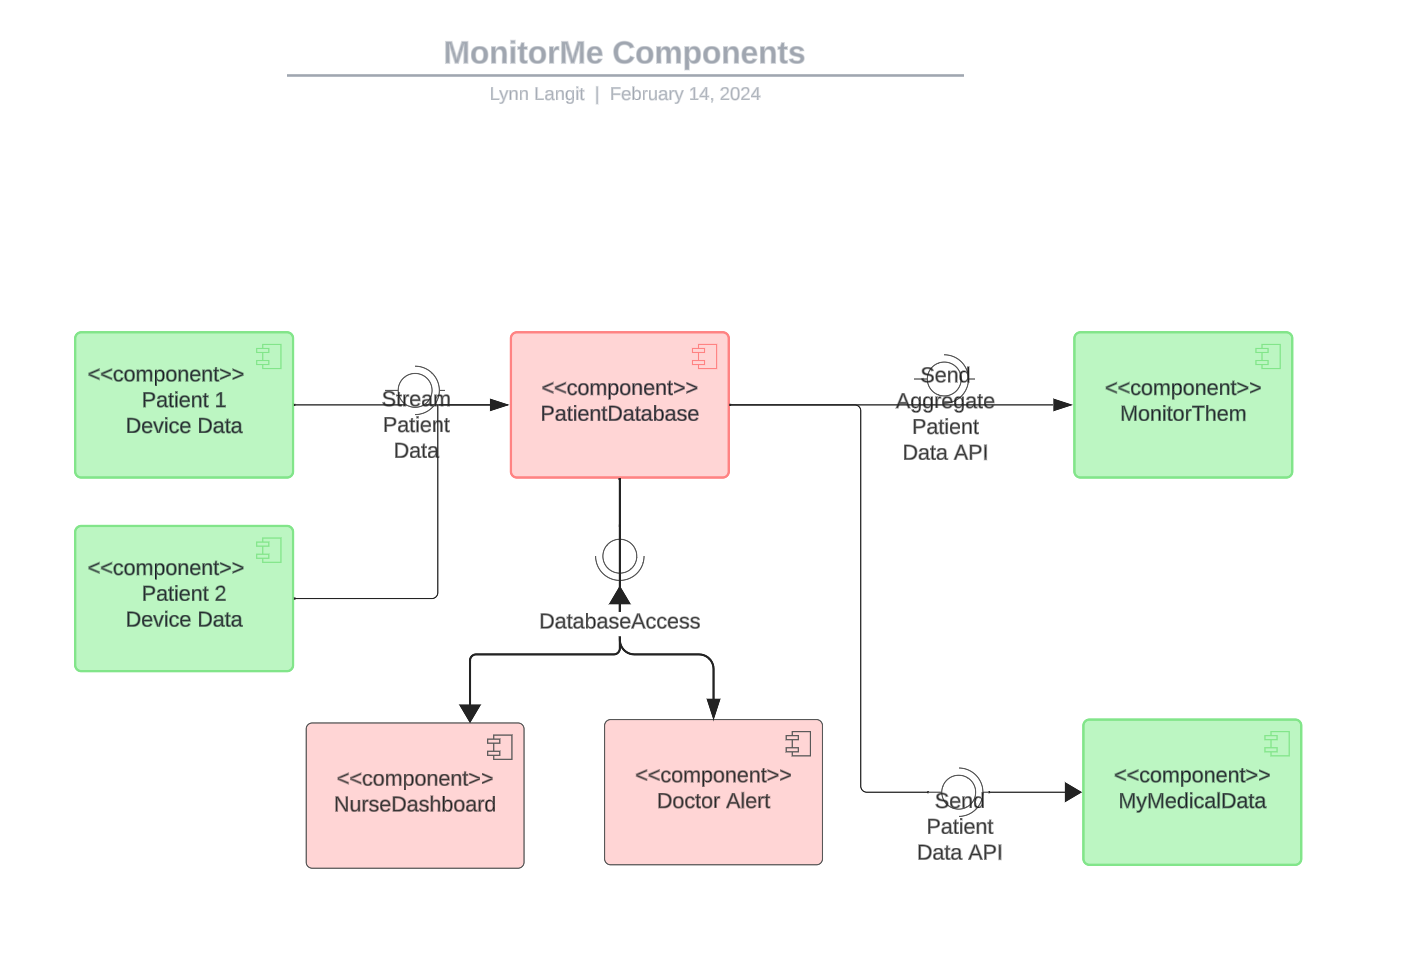 MonitorMe Components
Lynn Langit | February 14, 2024
<<component>>
Patient 1
Device Data
Stream
Patient
Data
<<component>>
PatientDatabase
Send
Aggregate
Patient
Data API
<<component>>
MonitorThem
<<component>>
Patient 2
Device Data
DatabaseAccess
<<component>>
NurseDashboard
<<component>>
Doctor Alert
Send
Patient
Data API
<<component>>
MyMedicalData